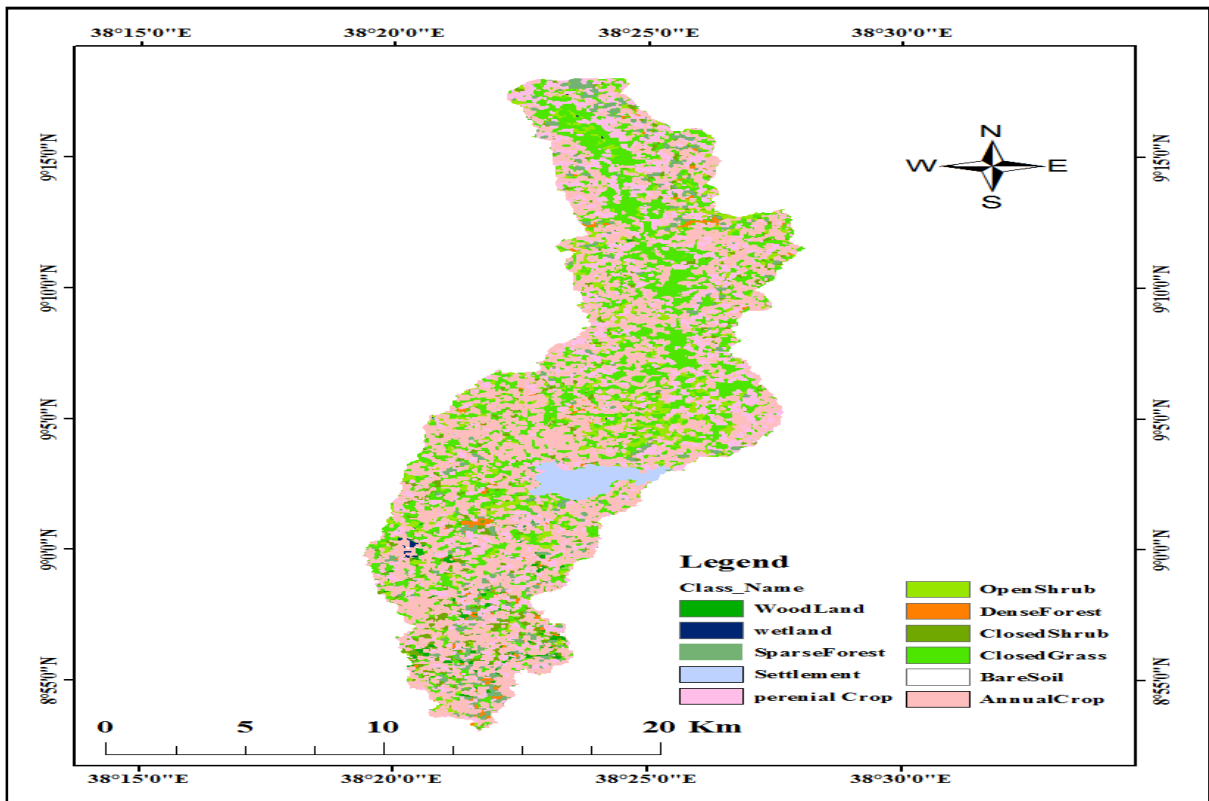 38°15'0"E 38°20'0"E 38°25'0"E 38°30'0"E
N
W E
S
9°15'0"N 9°15'0"N
9°10'0"N 9°10'0"N
9°5'0"N 9°5'0"N
9°0'0"N 9°0'0"N
8°55'0"N 8°55'0"N
Legend
Class_Name
WoodLand
wetland
SparseForest
Settlement
perenial Crop
OpenShrub
DenseForest
ClosedShrub
ClosedGrass
BareSoil
AnnualCrop
0 5 10 20 Km
38°15'0"E 38°20'0"E 38°25'0"E 38°30'0"E